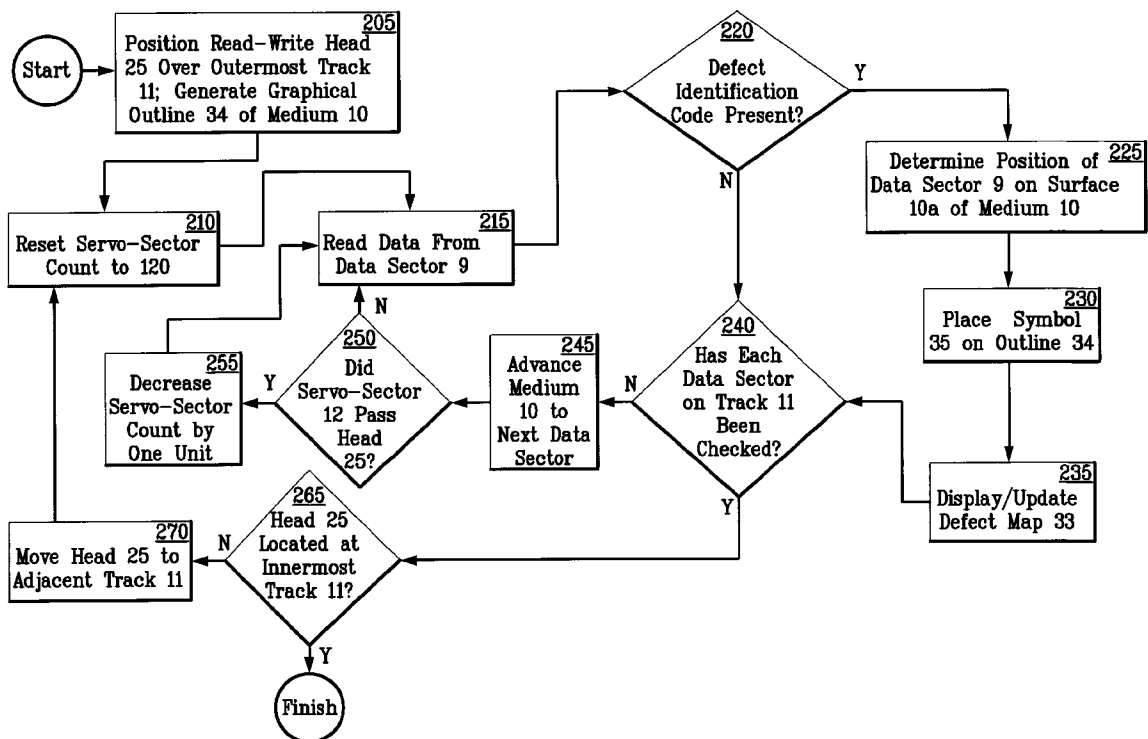 Start
205
Position Read-Write Head
25 Over Outermost Track
11; Generate Graphical
Outline 34 of Medium 10
210
Reset Servo-Sector
Count to 120
215
Read Data From
Data Sector 9
220
Defect
Identification
Code Present?
Y
N
225
Determine Position of
Data Sector 9 on Surface
10a of Medium 10
230
Place Symbol
35 on Outline 34
235
Display/Update
Defect Map 33
240
Has Each
Data Sector
on Track 11
Been
Checked?
N
Y
245
Advance
Medium
10 to
Next Data
Sector
250
Did
Servo-Sector
12 Pass
Head
25?
N
Y
255
Decrease
Servo-Sector
Count by
One Unit
265
Head 25
Located at
Innermost
Track 11?
N
Y
270
Move Head 25 to
Adjacent Track 11
Finish